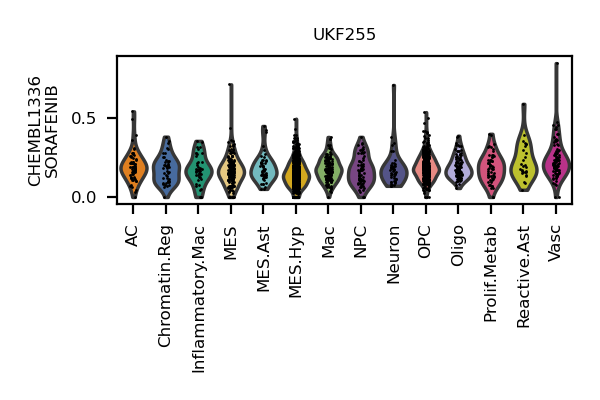 UKF255
CHEMBL1336
SORAFENIB
0.5
0.0
AC
Chromatin.Reg
Inflammatory.Mac
MES
MES.Ast
MES.Hyp
Mac
NPC
Neuron
OPC
Oligo
Prolif.Metab
Reactive.Ast
Vasc